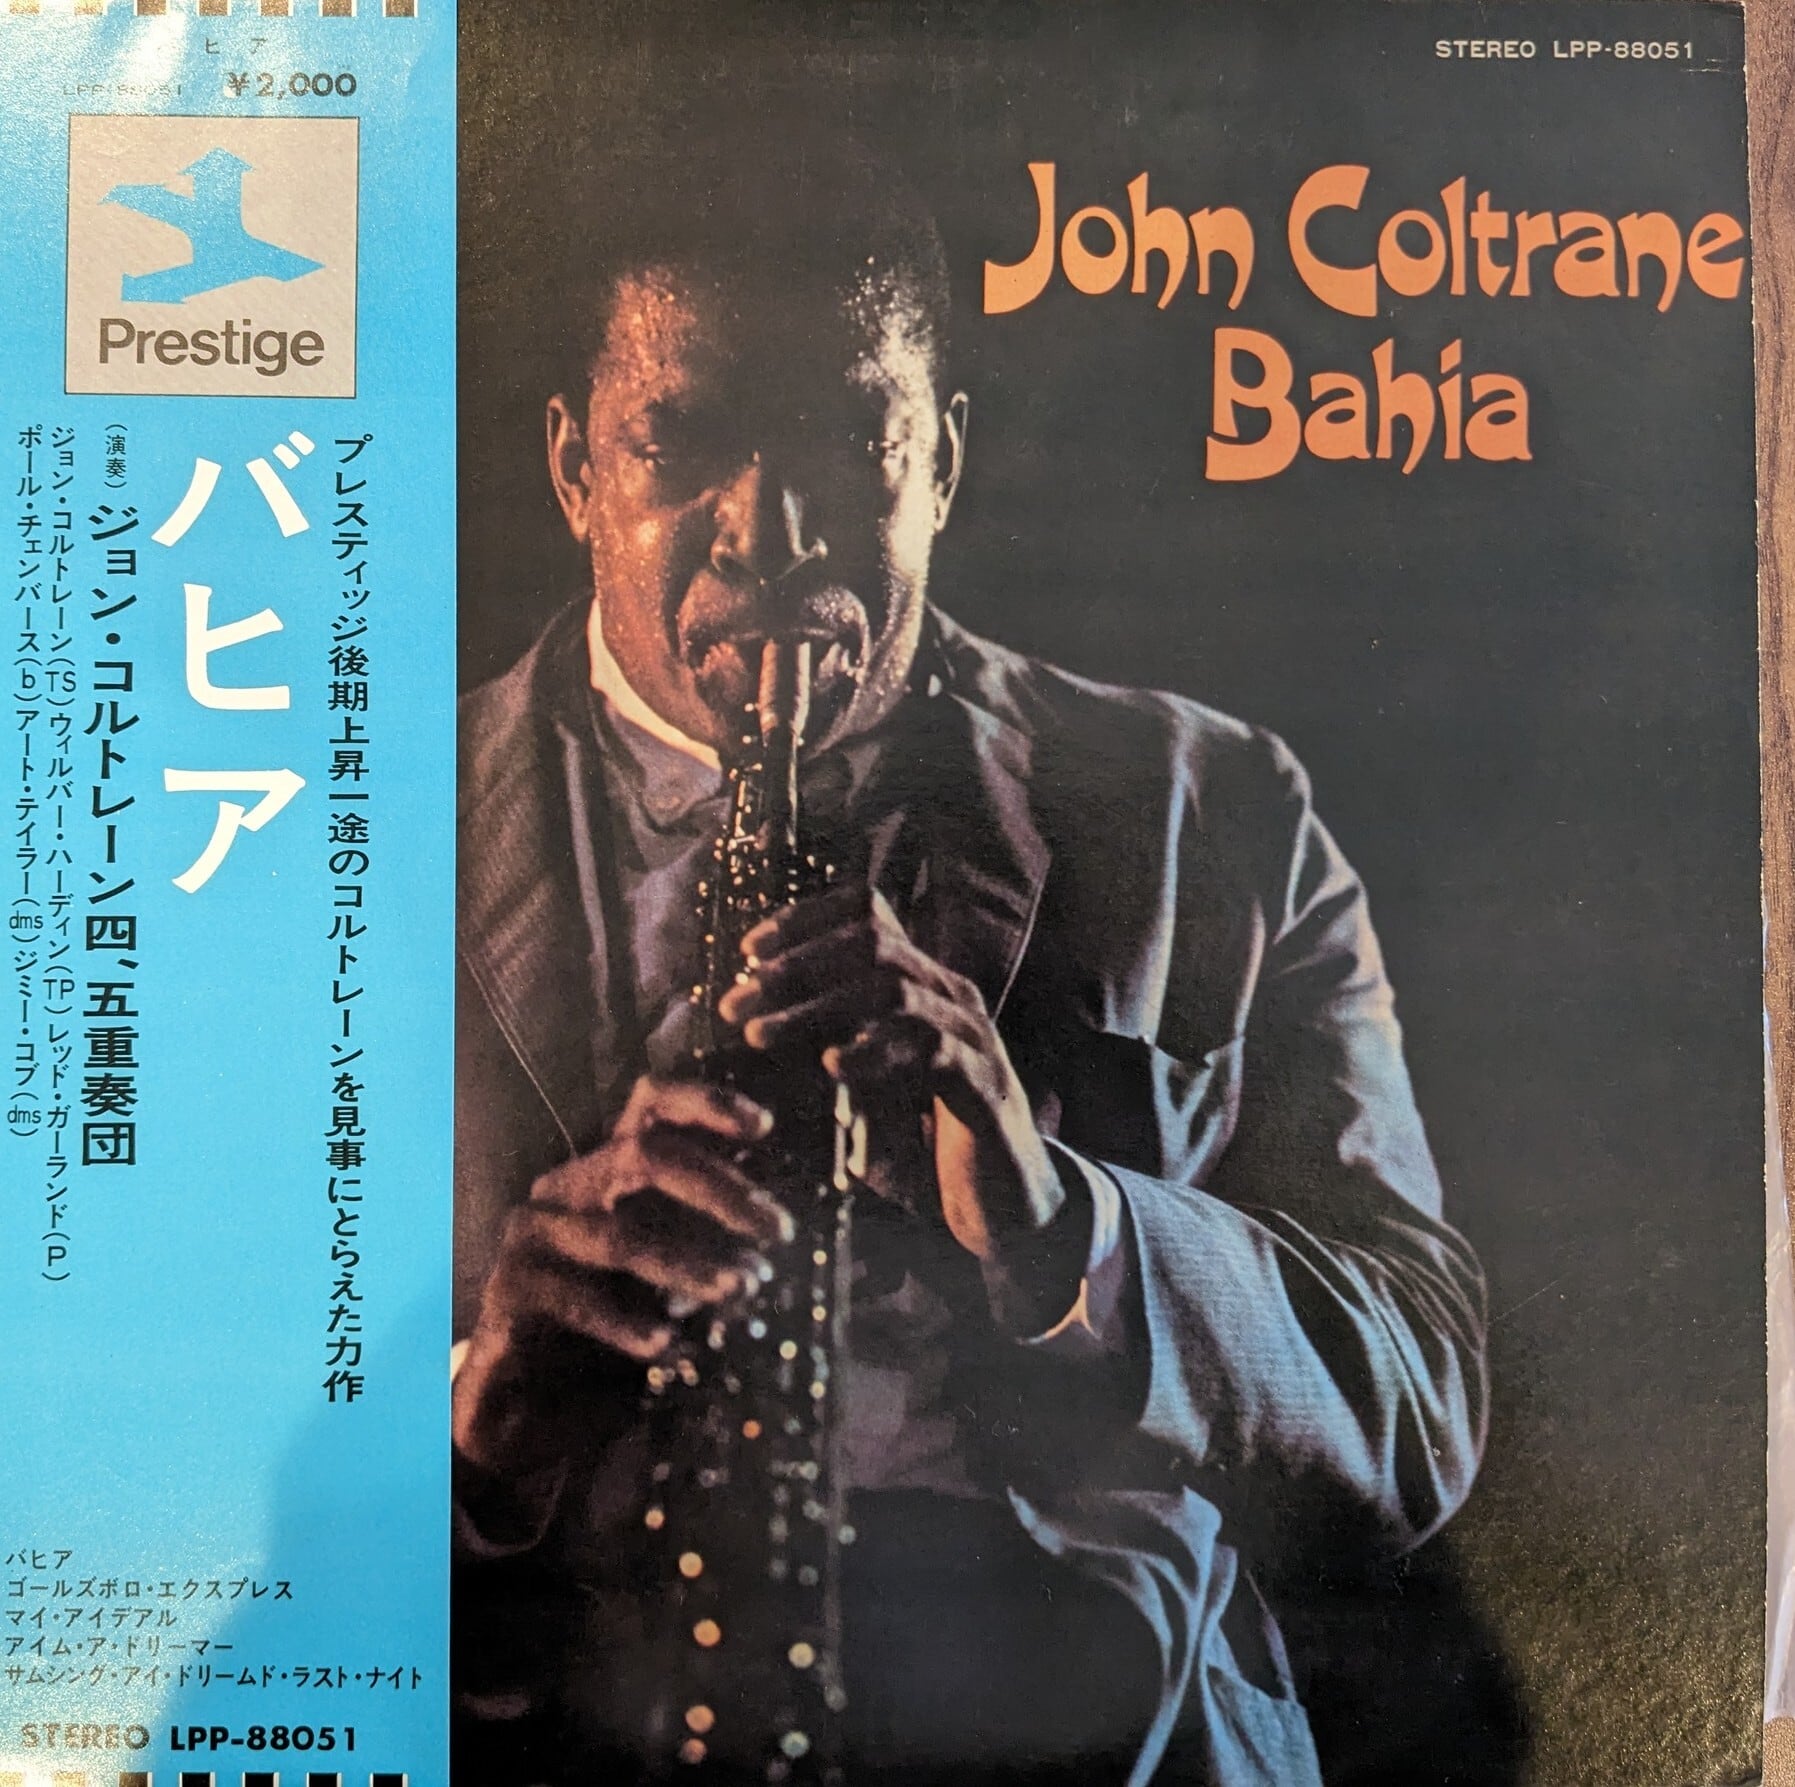 ヒア
LPP-88051 ¥2,000
Prestige
プレスティッジ後期上昇一途のコルトレーンを見事にとらえた力作
バヒア
(演奏)ジョン・コルトレーン四、五重奏団
ジョン・コルトレーン(TS)ウィルバー・ハーディン(TP)レッド・ガーランド(P)
ポール・チェンバース(b)アート・テイラー(dms)ジミー・コブ(dms)
バヒア
ゴールズボロ・エクスプレス
マイ・アイデアル
アイム・ア・ドリーマー
サムシング・アイ・ドリームド・ラスト・ナイト
STEREO LPP-88051
STEREO LPP-88051
John Coltrane
Bahia